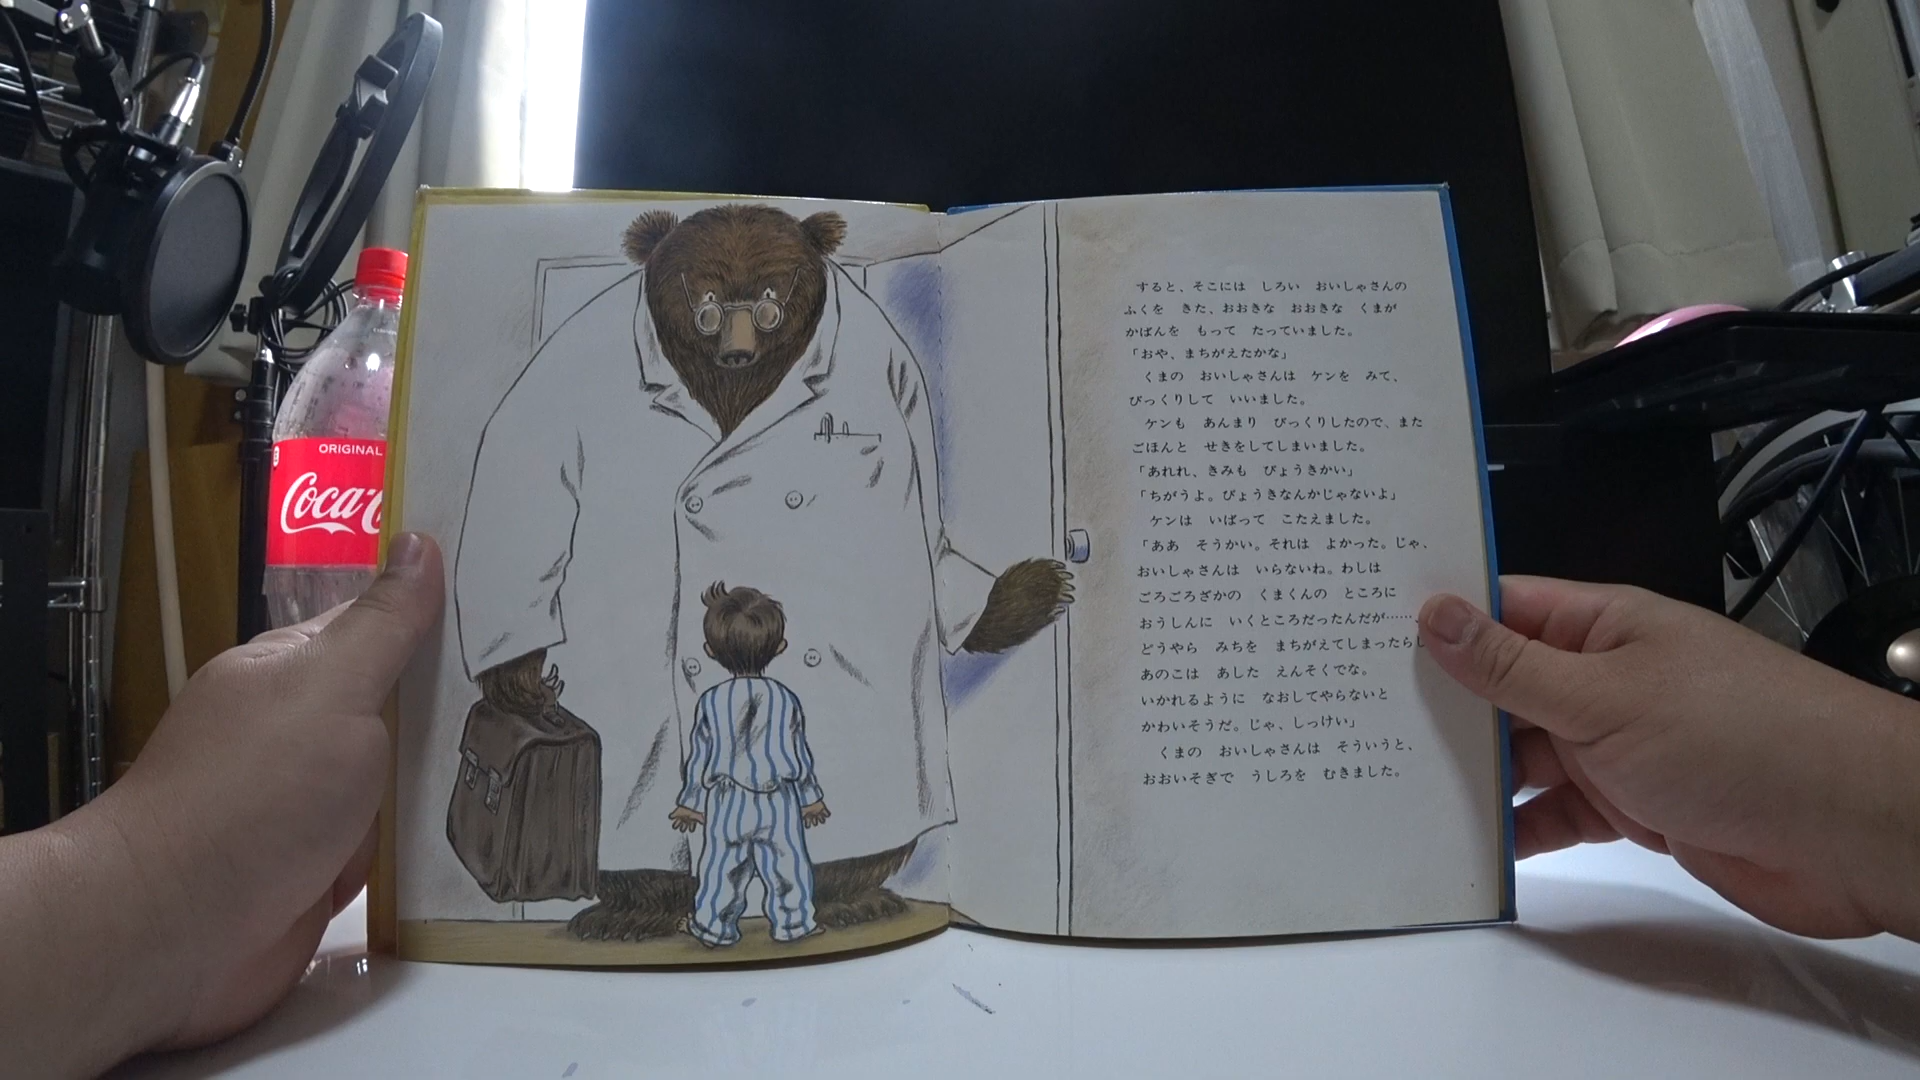 ORIGINAL
Coca-C
すると、そこには　しろい　おいしゃさんの
ふくを　きた、おおきな　おおきな　くまが
かばんを　もって　たっていました。
「おや、まちがえたかな」
くまの　おいしゃさんは　ケンを　みて、
びっくりして　いいました。
ケンも　あんまり　びっくりしたので、また
ごほんと　せきをしてしまいました。
「あれれ、きみも　びょうきかい」
「ちがうよ。びょうきなんかじゃないよ」
ケンは　いばって　こたえました。
「ああ　そうかい。それは　よかった。じゃ、
おいしゃさんは　いらないね。わしは
ごろごろざかの　くまくんの　ところに
おうしんに　いくところだったんだが……、
どうやら　みちを　まちがえてしまったらし
あのこは　あした　えんそくでな。
いかれるように　なおしてやらないと
かわいそうだ。じゃ、しっけい」
くまの　おいしゃさんは　そういうと、
おおいそぎで　うしろを　むきました。